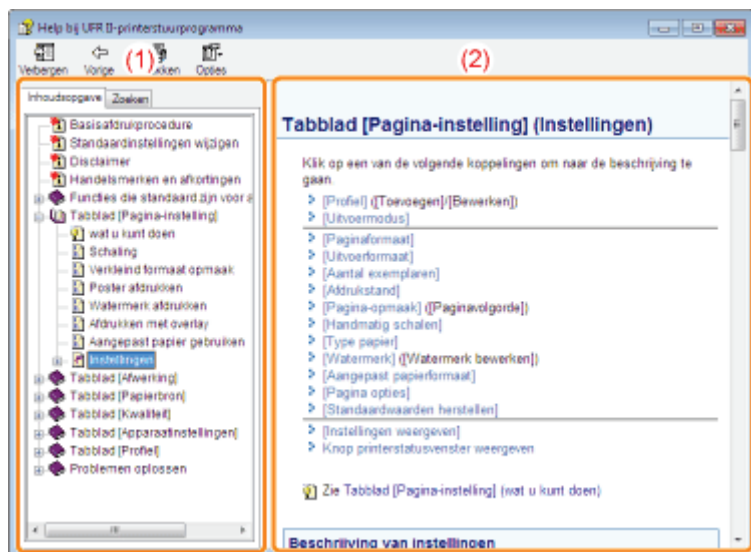 Help bij UFR II-printerstuurprogramma
Verbergen Vorige Opties
(1) (2)
Inhoudsopgave Zoeken
Basisafdrukprocedure
Standaardinstellingen wijzigen
Disclaimer
Handelsmerken en afkortingen
Functies die standaard zijn voor a
Tabblad [Pagina-instelling]
wat u kunt doen
Schaling
Verkleind formaat opmaak
Poster afdrukken
Watermerk afdrukken
Afdrukken met overlay
Aangepast papier gebruiken
Instellingen
Tabblad [Afwerking]
Tabblad [Papierbron]
Tabblad [Kwaliteit]
Tabblad [Apparaatinstellingen]
Tabblad [Profiel]
Problemen oplossen
Tabblad [Pagina-instelling] (Instellingen)
Klik op een van de volgende koppelingen om naar de beschrijving te
gaan.
[Profiel] ([Toevoegen]/[Bewerken])
[Uitvoermodus]
[Paginaformaat]
[Uitvoerformaat]
[Aantal exemplaren]
[Afdrukstand]
[Pagina-opmaak] ([Paginavolgorde])
[Handmatig schalen]
[Type papier]
[Watermerk] ([Watermerk bewerken])
[Aangepast papierformaat]
[Pagina opties]
[Standaardwaarden herstellen]
[Instellingen weergeven]
Knop printerstatusvenster weergeven
Zie Tabblad [Pagina-instelling] (wat u kunt doen)
Beschrijving van instellingen